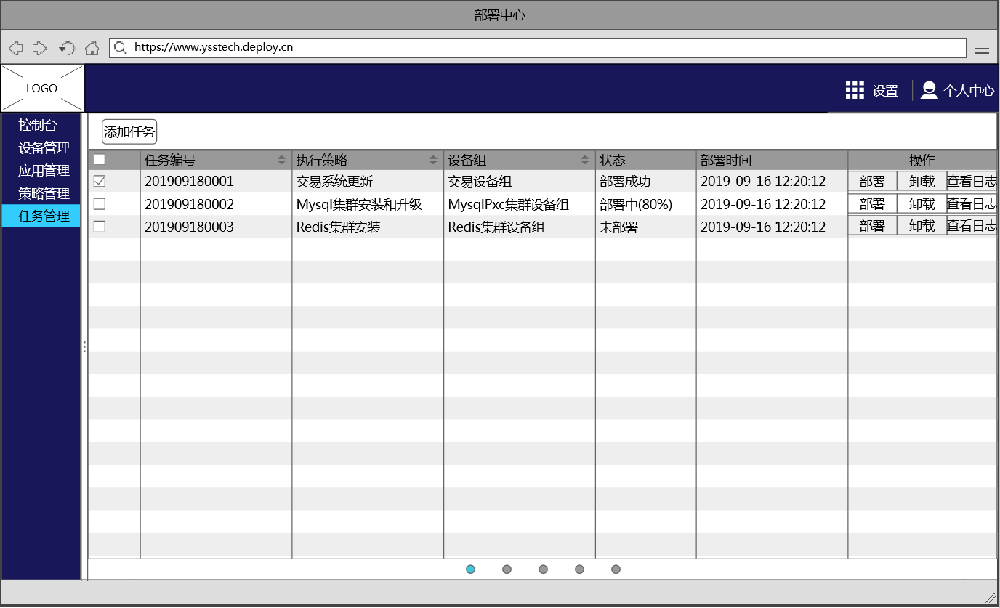 部署中心
https://www.ysstech.deploy.cn
LOGO
设置 个人中心
控制台
设备管理
应用管理
策略管理
任务管理
添加任务
任务编号 执行策略 设备组 状态 部署时间 操作
201909180001 交易系统更新 交易设备组 部署成功 2019-09-16 12:20:12 部署 卸载 查看日志
201909180002 Mysql集群安装和升级 MysqlPxc集群设备组 部署中(80%) 2019-09-16 12:20:12 部署 卸载 查看日志
201909180003 Redis集群安装 Redis集群设备组 未部署 2019-09-16 12:20:12 部署 卸载 查看日志